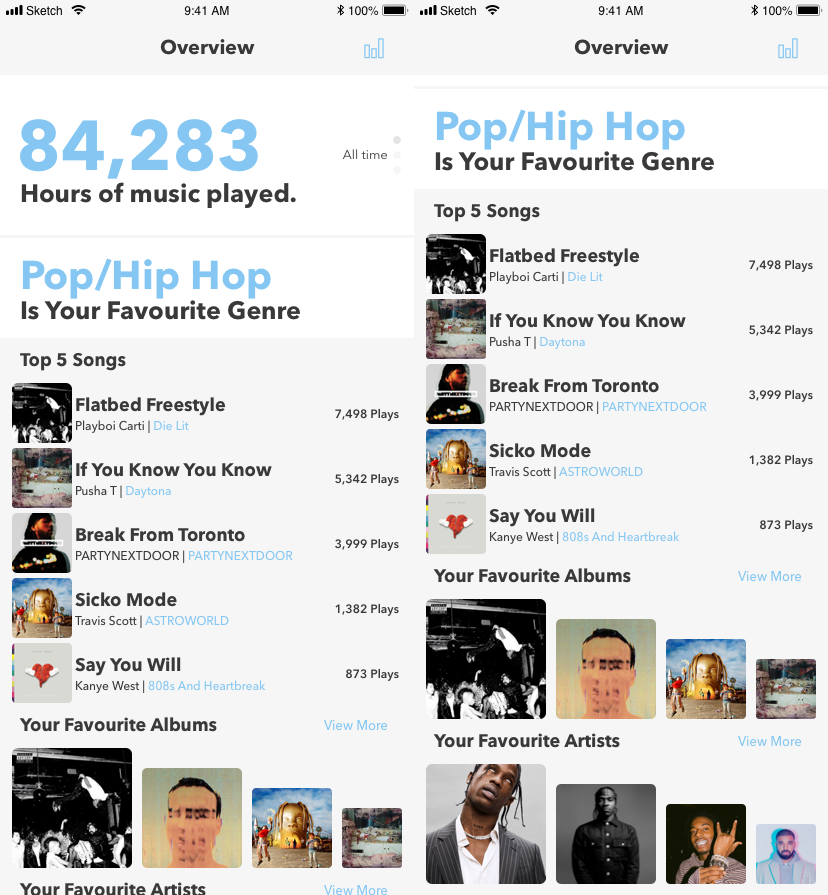 Sketch 9:41 AM 100%
Overview
84,283
All time
Hours of music played.
Pop/Hip Hop
Is Your Favourite Genre
Top 5 Songs
Flatbed Freestyle
Playboi Carti | Die Lit
7,498 Plays
If You Know You Know
Pusha T | Daytona
5,342 Plays
Break From Toronto
PARTYNEXTDOOR | PARTYNEXTDOOR
3,999 Plays
Sicko Mode
Travis Scott | ASTROWORLD
1,382 Plays
Say You Will
Kanye West | 808s And Heartbreak
873 Plays
Your Favourite Albums View More
Your Favourite Artists View More
Sketch 9:41 AM 100%
Overview
Pop/Hip Hop
Is Your Favourite Genre
Top 5 Songs
Flatbed Freestyle
Playboi Carti | Die Lit
7,498 Plays
If You Know You Know
Pusha T | Daytona
5,342 Plays
Break From Toronto
PARTYNEXTDOOR | PARTYNEXTDOOR
3,999 Plays
Sicko Mode
Travis Scott | ASTROWORLD
1,382 Plays
Say You Will
Kanye West | 808s And Heartbreak
873 Plays
Your Favourite Albums View More
Your Favourite Artists View More